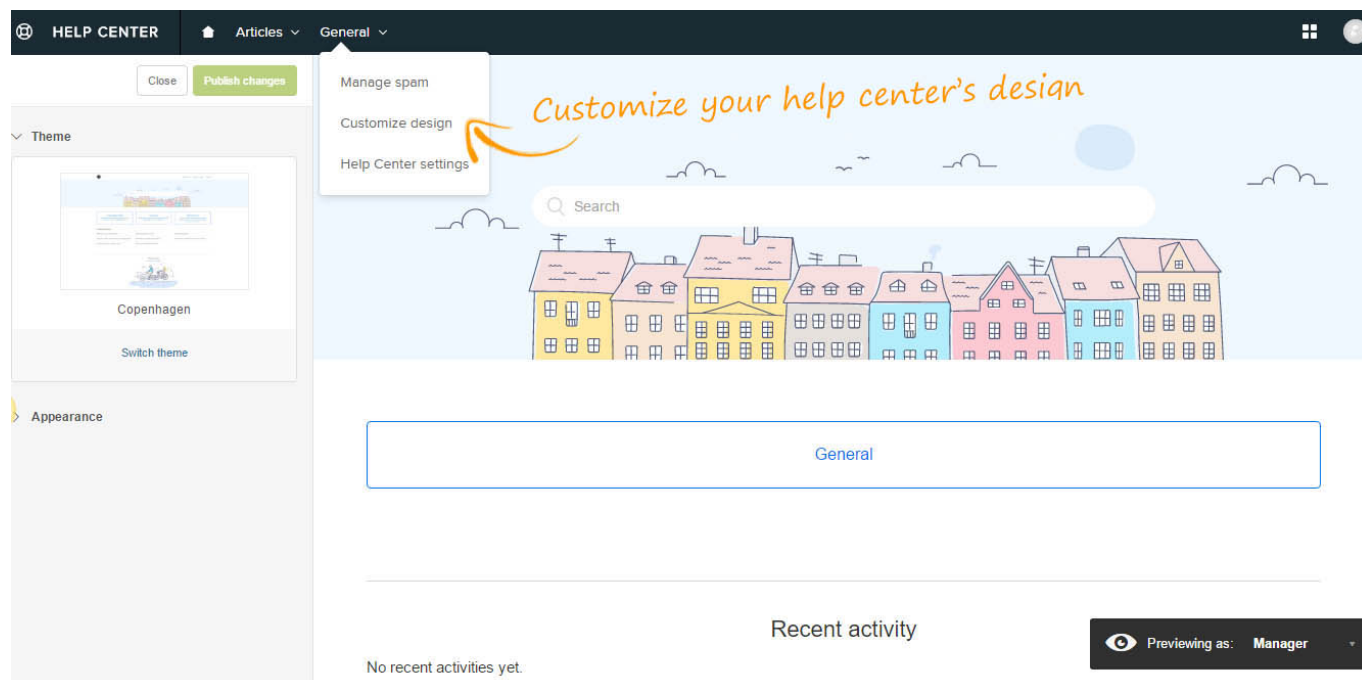 HELP CENTER Articles General
Close Publish changes
Manage spam
Customize design
Help Center settings
Customize your help center's design
Theme
Copenhagen
Switch theme
Appearance
Search
General
Recent activity
No recent activities yet.
Previewing as: Manager